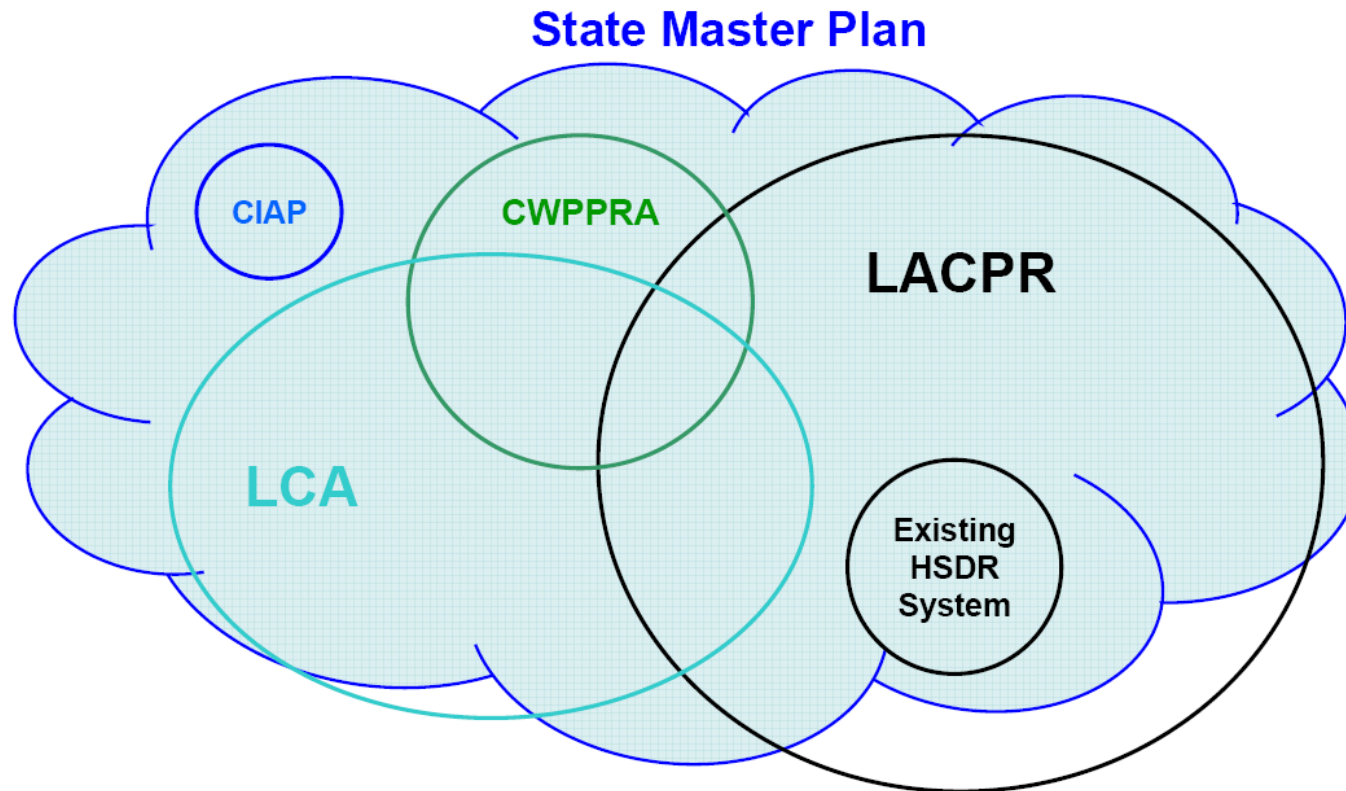 State Master Plan
CIAP
CWPPRA
LACPR
LCA
Existing
HSDR
System